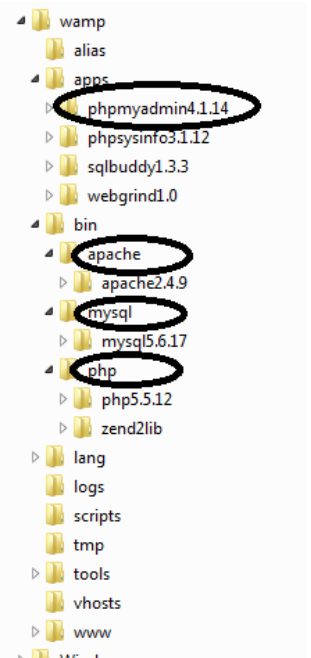 wamp
alias
apps
phpmyadmin4.1.14
phpsysinfo3.1.12
sqlbuddy1.3.3
webgrind1.0
bin
apache
apache2.4.9
mysql
mysql5.6.17
php
php5.5.12
zend2lib
lang
logs
scripts
tmp
tools
vhosts
www